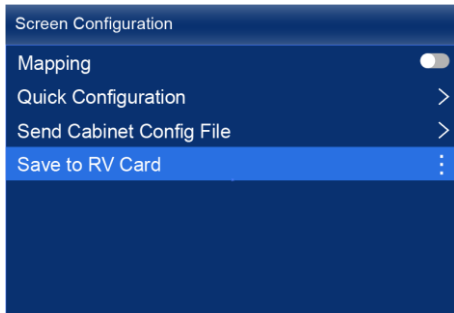 Screen Configuration
Mapping
Quick Configuration
Send Cabinet Config File
Save to RV Card